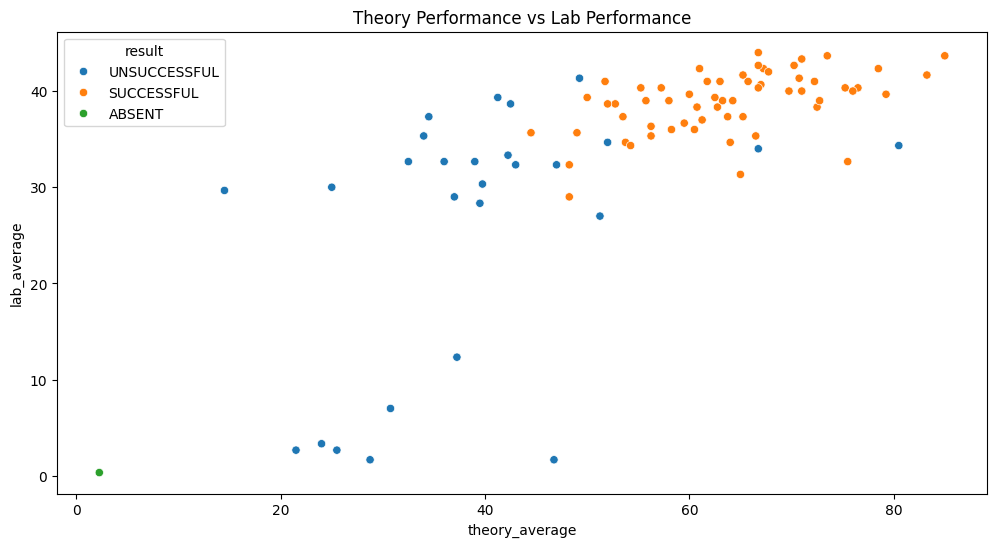 Theory Performance vs Lab Performance
result
UNSUCCESSFUL
SUCCESSFUL
ABSENT
lab_average
40
30
20
10
0
0 20 40 60 80
theory_average